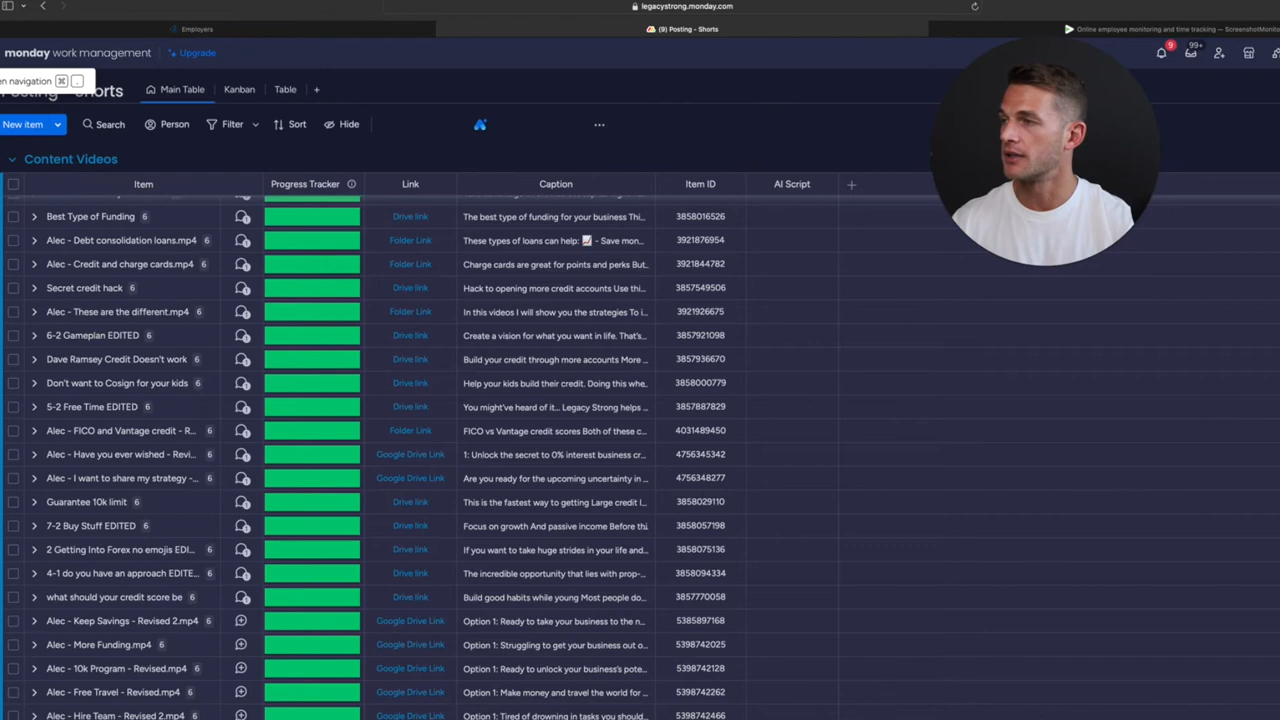 legacystrong.monday.com
Employers
(9) Posting - Shorts
Online employee monitoring and time tracking — ScreenshotMonito
monday work management
Upgrade
9
99+
en navigation ⌘ .
Posting - Shorts
Main Table
Kanban
Table
+
New item
Search
Person
Filter
Sort
Hide
...
Content Videos
Item Progress Tracker Link Caption Item ID AI Script +
Best Type of Funding 6 Drive link The best type of funding for your business Thi... 3858016526
Alec - Debt consolidation loans.mp4 6 Folder Link These types of loans can help: 📈 - Save mon... 3921876954
Alec - Credit and charge cards.mp4 6 Folder Link Charge cards are great for points and perks But... 3921844782
Secret credit hack 6 Drive link Hack to opening more credit accounts Use thi... 3857549506
Alec - These are the different.mp4 6 Folder Link In this videos I will show you the strategies To i... 3921926675
6-2 Gameplan EDITED 6 Drive link Create a vision for what you want in life. That's... 3857921098
Dave Ramsey Credit Doesn't work 6 Drive link Build your credit through more accounts More ... 3857936670
Don't want to Cosign for your kids 6 Drive link Help your kids build their credit. Doing this whe... 3858000779
5-2 Free Time EDITED 6 Drive link You might've heard of it... Legacy Strong helps ... 3857887829
Alec - FICO and Vantage credit - R... 6 Folder Link FICO vs Vantage credit scores Both of these c... 4031489450
Alec - Have you ever wished - Revi... 6 Google Drive Link 1: Unlock the secret to 0% interest business cr... 4756345342
Alec - I want to share my strategy -... 6 Google Drive Link Are you ready for the upcoming uncertainty in ... 4756348277
Guarantee 10k limit 6 Drive link This is the fastest way to getting Large credit l... 3858029110
7-2 Buy Stuff EDITED 6 Drive link Focus on growth And passive income Before thi... 3858057198
2 Getting Into Forex no emojis EDI... 6 Drive link If you want to take huge strides in your life and... 3858075136
4-1 do you have an approach EDITE... 6 Drive link The incredible opportunity that lies with prop-... 3858094334
what should your credit score be 6 Drive link Build good habits while young Most people do... 3857770058
Alec - Keep Savings - Revised 2.mp4 6 Google Drive Link Option 1: Ready to take your business to the n... 5385897168
Alec - More Funding.mp4 6 Google Drive Link Option 1: Struggling to get your business out o... 5398742025
Alec - 10k Program - Revised.mp4 6 Google Drive Link Option 1: Ready to unlock your business's pote... 5398742128
Alec - Free Travel - Revised.mp4 6 Google Drive Link Option 1: Make money and travel the world for ... 5398742262
Alec - Hire Team - Revised 2.mp4 6 Google Drive Link Option 1: Tired of drowning in tasks you should... 5398742466